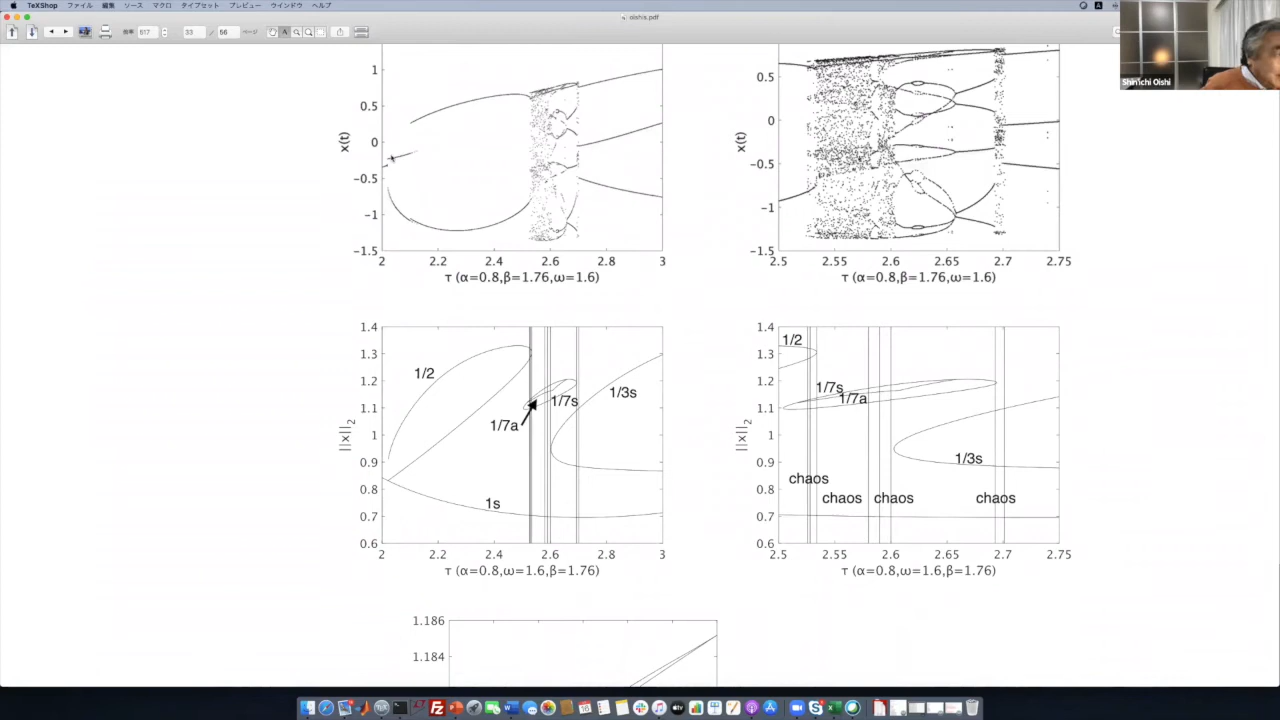 TeXShop ファイル 編集 ソース マクロ タイプセット プレビュー ウインドウ ヘルプ
oishis.pdf
倍率 517 33 / 56 ページ
Shin'ichi Oishi
1
0.5
0
−0.5
−1
−1.5
x(t)
2 2.2 2.4 2.6 2.8 3
τ (α=0.8,β=1.76,ω=1.6)
0.5
0
−0.5
−1
−1.5
x(t)
2.5 2.55 2.6 2.65 2.7 2.75
τ (α=0.8,β=1.76,ω=1.6)
1.4
1.3
1.2
1.1
1
0.9
0.8
0.7
0.6
||x||2
1/2
1/7a
1/7s
1/3s
1s
2 2.2 2.4 2.6 2.8 3
τ (α=0.8,ω=1.6,β=1.76)
1.4
1.3
1.2
1.1
1
0.9
0.8
0.7
0.6
||x||2
1/2
1/7s
1/7a
1/3s
chaos
chaos chaos chaos
2.5 2.55 2.6 2.65 2.7 2.75
τ (α=0.8,ω=1.6,β=1.76)
1.186
1.184